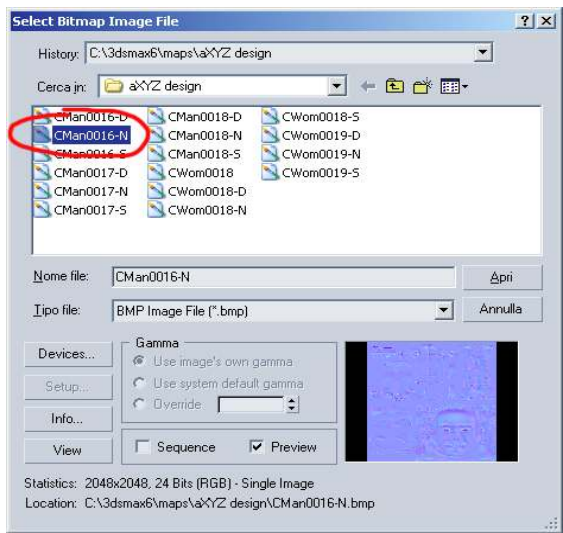 Select Bitmap Image File
History: C:\3dsmax6\maps\aXYZ design
Cerca in: aXYZ design
CMan0016-D CMan0018-D CWom0018-S
CMan0016-N CMan0018-N CWom0019-D
CMan0016-S CMan0018-S CWom0019-N
CMan0017-D CWom0018 CWom0019-S
CMan0017-N CWom0018-D
CMan0017-S CWom0018-N
Nome file: CMan0016-N Apri
Tipo file: BMP Image File (*.bmp) Annulla
Devices... Gamma
Use image's own gamma
Setup... Use system default gamma
Override
Info...
View Sequence Preview
Statistics: 2048x2048, 24 Bits (RGB) - Single Image
Location: C:\3dsmax6\maps\aXYZ design\CMan0016-N.bmp